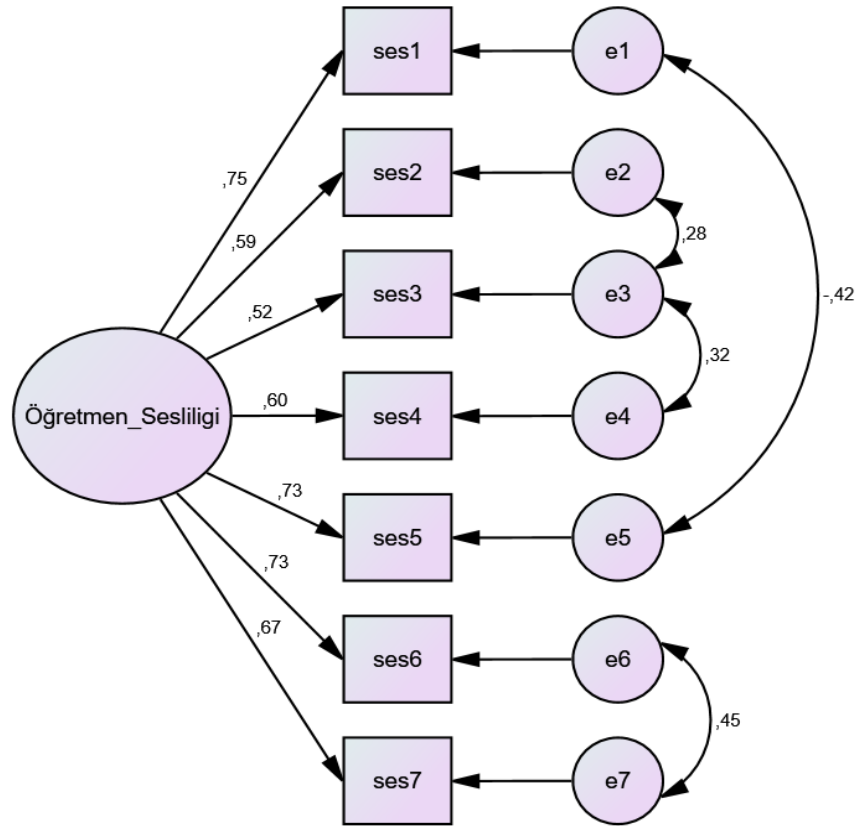 ses1
e1
,75
ses2
e2
,59
,28
ses3
e3
,52
-,42
,32
Öğretmen_Sesliligi
,60
ses4
e4
,73
ses5
e5
,73
,67
ses6
e6
,45
ses7
e7